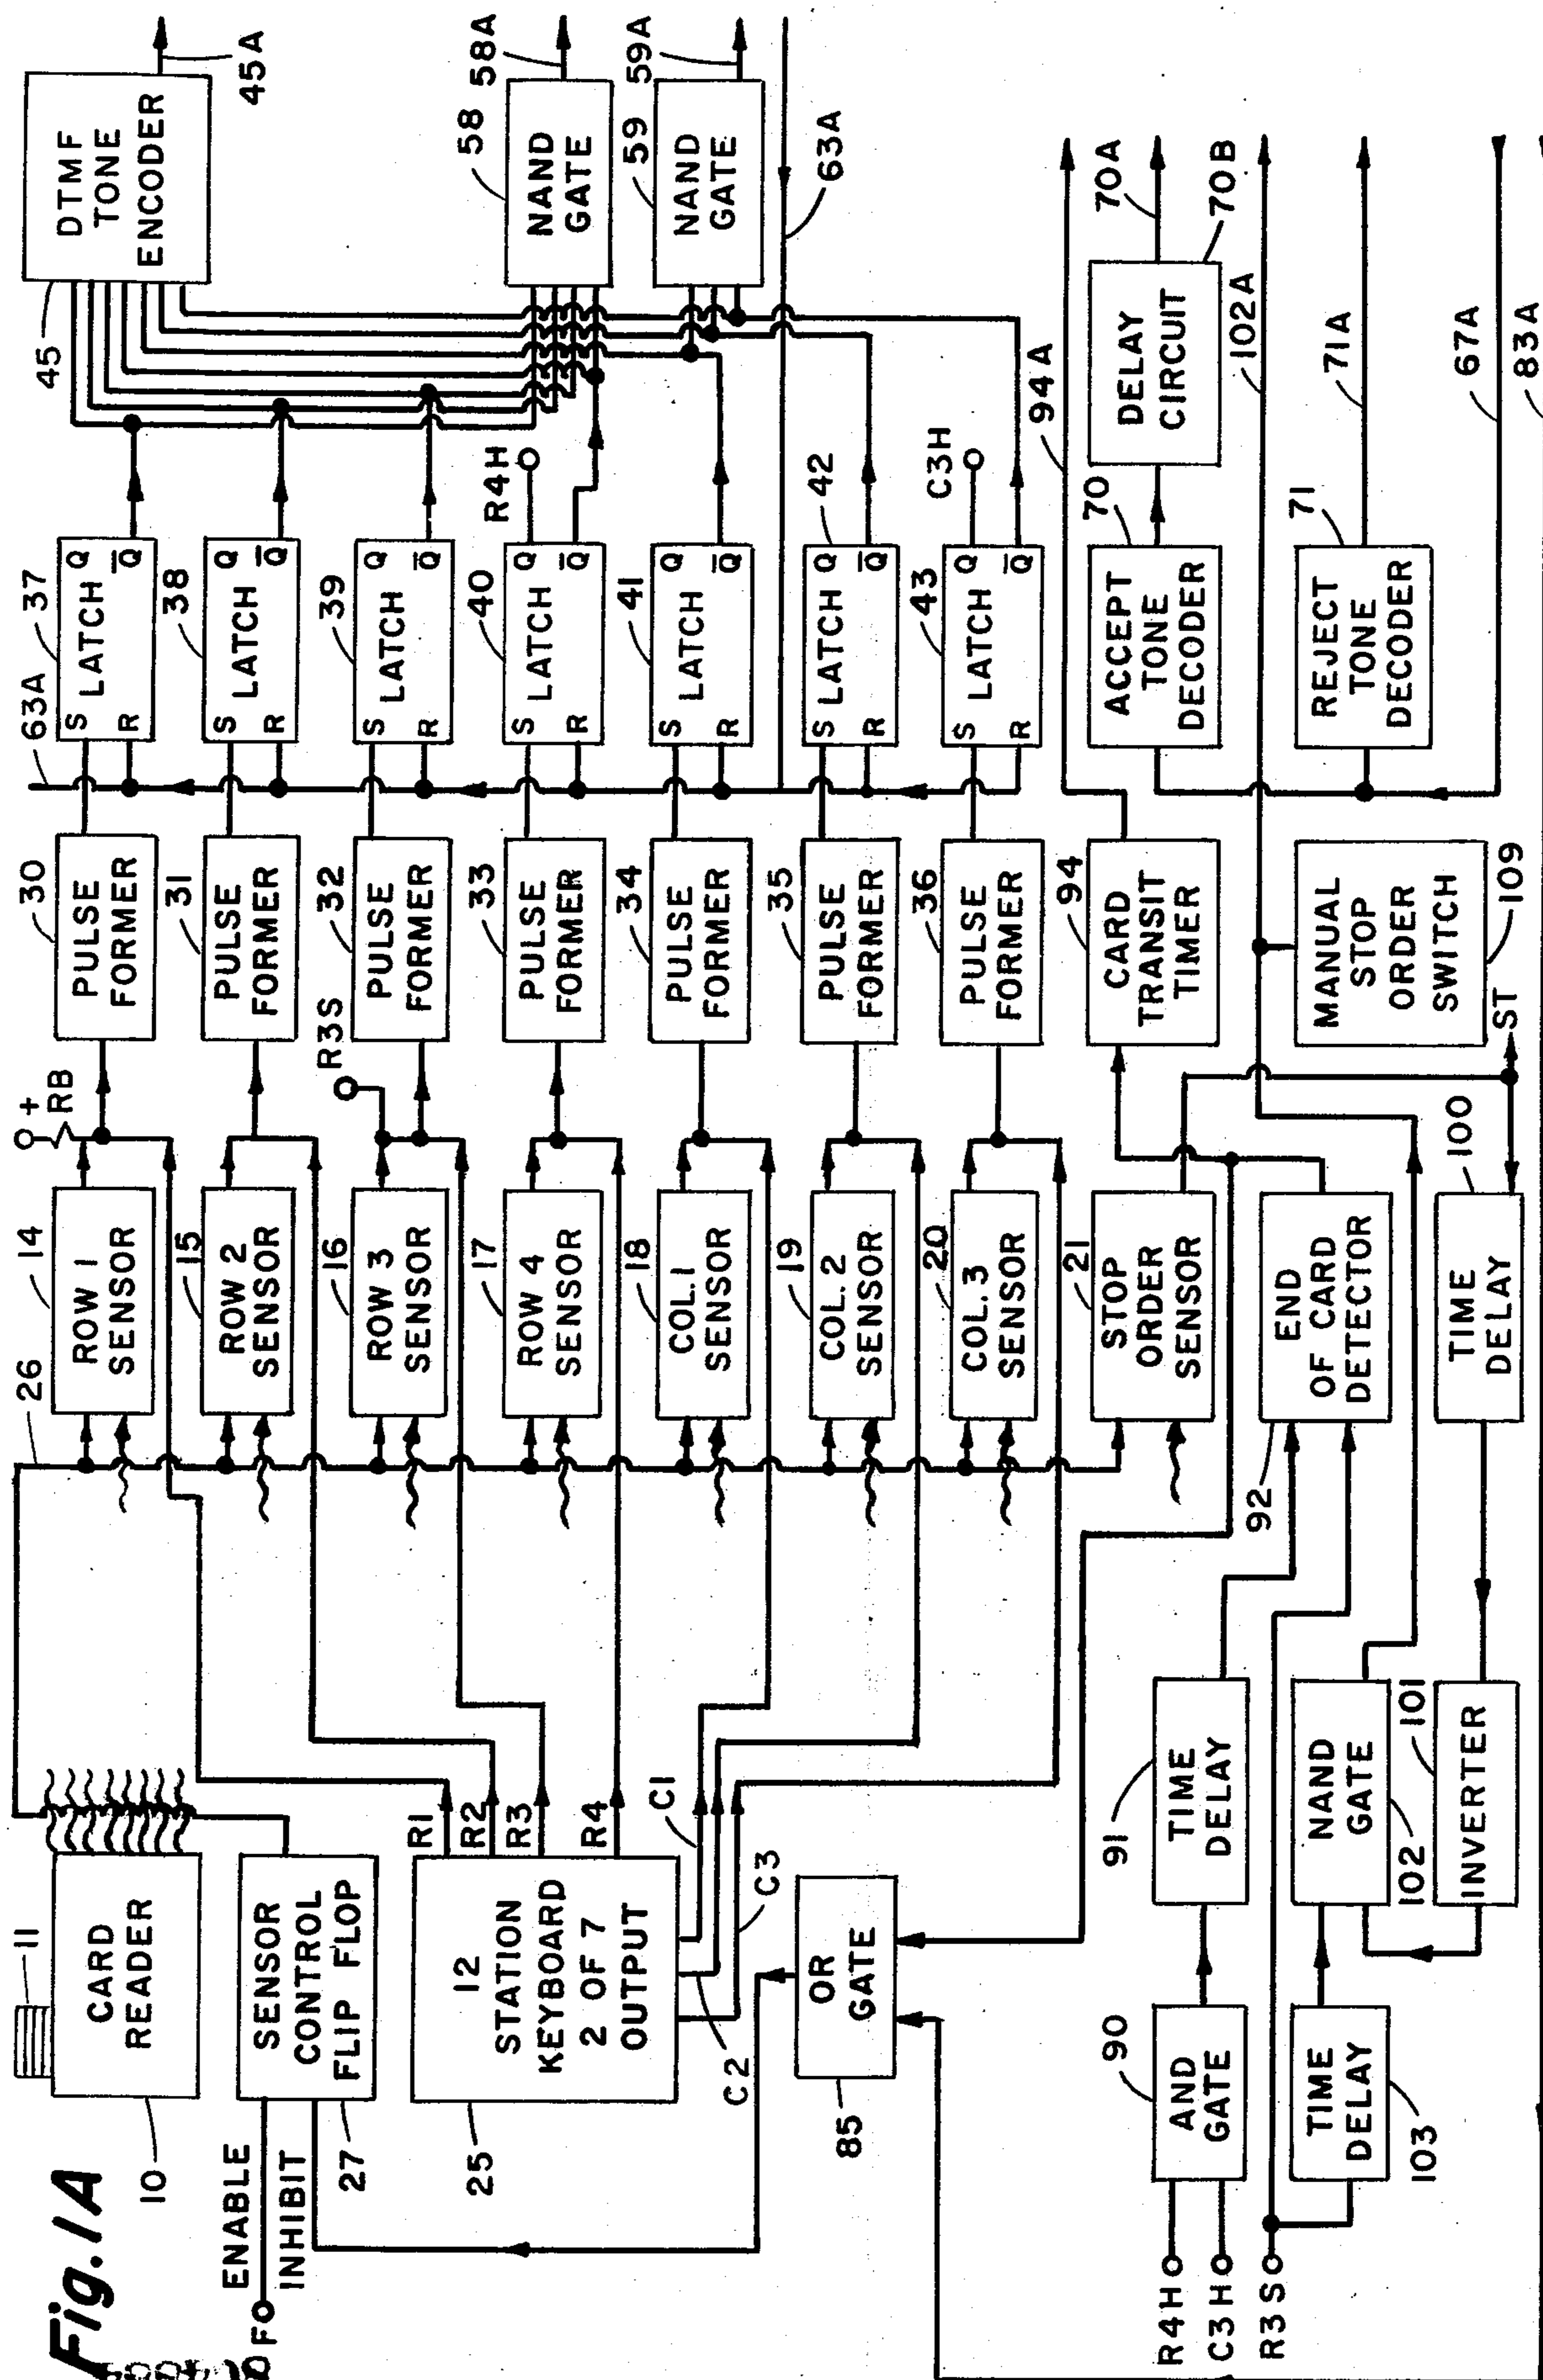 Fig. 1A
63A
DTMF
TONE
ENCODER
45
45A
11
CARD
READER
10
26
14
ROW 1
SENSOR
+
RB
30
PULSE
FORMER
37
S
R
LATCH
Q
Q̅
15
ROW 2
SENSOR
31
PULSE
FORMER
38
S
R
LATCH
Q
Q̅
FO
ENABLE
INHIBIT
SENSOR
CONTROL
FLIP FLOP
27
16
ROW 3
SENSOR
R3S
32
PULSE
FORMER
39
S
R
LATCH
Q
Q̅
12
STATION
KEYBOARD
2 OF 7
OUTPUT
25
R1
R2
R3
R4
C1
C2
C3
17
ROW 4
SENSOR
33
PULSE
FORMER
40
S
R
LATCH
Q
Q̅
R4H
58
NAND
GATE
58A
18
COL.1
SENSOR
34
PULSE
FORMER
41
S
R
LATCH
Q
Q̅
59
NAND
GATE
59A
63A
OR
GATE
85
19
COL.2
SENSOR
35
PULSE
FORMER
42
S
R
LATCH
Q
Q̅
20
COL.3
SENSOR
36
PULSE
FORMER
43
S
R
LATCH
Q
Q̅
C3H
21
STOP
ORDER
SENSOR
94
CARD
TRANSIT
TIMER
94A
70
ACCEPT
TONE
DECODER
DELAY
CIRCUIT
70A
70B
R4H
C3H
R3S
90
AND
GATE
91
TIME
DELAY
92
END
OF CARD
DETECTOR
102A
TIME
DELAY
103
NAND
GATE
102
MANUAL
STOP
ORDER
SWITCH
109
71
REJECT
TONE
DECODER
71A
INVERTER
101
TIME
DELAY
100
ST
67A
83A